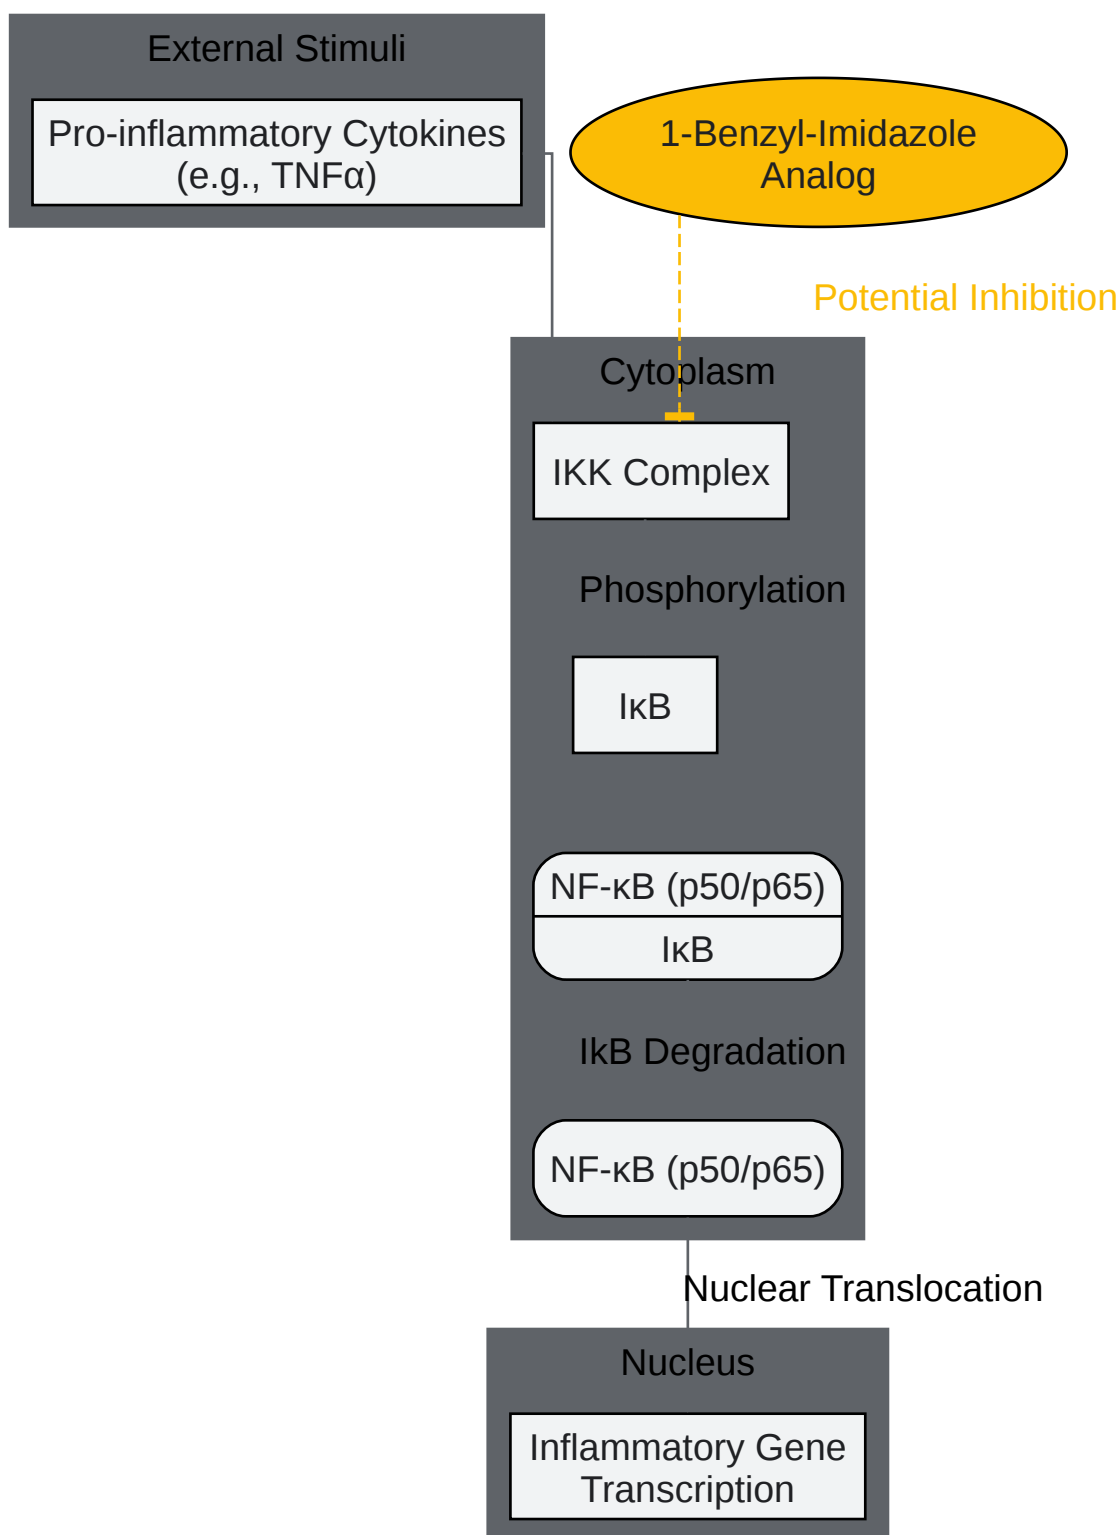 External Stimuli
Pro-inflammatory Cytokines
(e.g., TNFα)
1-Benzyl-Imidazole
Analog
Potential Inhibition
Cytoplasm
IKK Complex
Phosphorylation
IκB
NF-κB (p50/p65)
IκB
IkB Degradation
NF-κB (p50/p65)
Nuclear Translocation
Nucleus
Inflammatory Gene
Transcription